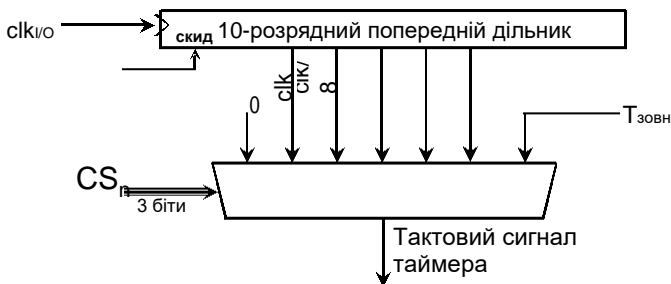 clkI/O
скид 10-розрядний попередній дільник
0
clk
clk/
8
Tзовн
CSn
3 біти
Тактовий сигнал
таймера